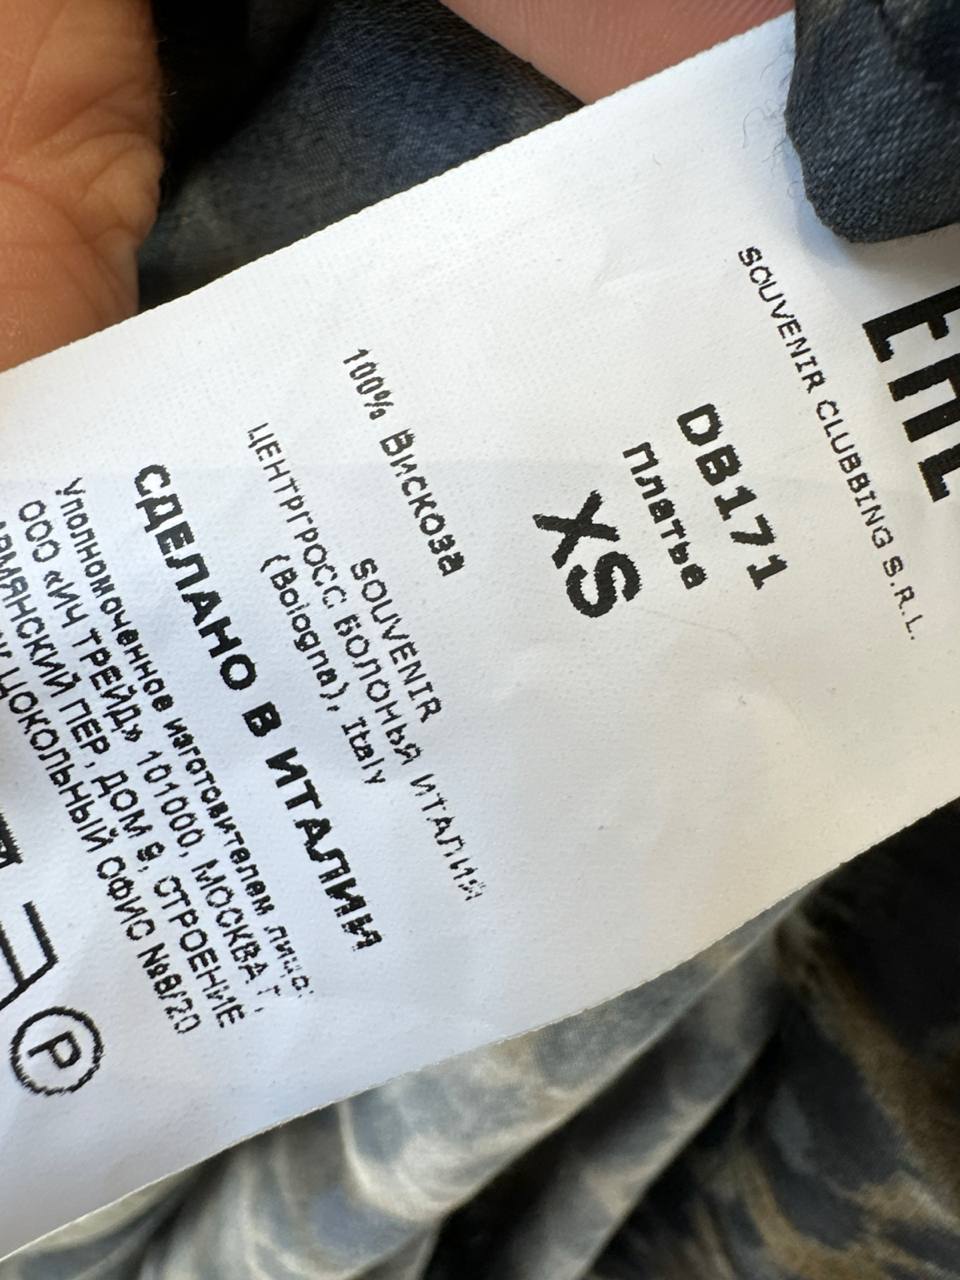 EAC
SOUVENIR CLUBBING S.R.L.
DB171
Платье
XS
100% Вискоза
SOUVENIR
ЦЕНТРГРОСС БОЛОНЬЯ ИТАЛИЯ
(Bologna), Italy
СДЕЛАНО В ИТАЛИИ
Уполномоченное изготовителем лицо:
ООО «ИЧ ТРЕЙД» 101000, МОСКВА Г,
АРМЯНСКИЙ ПЕР, ДОМ 9, СТРОЕНИЕ
ЦОКОЛЬНЫЙ ОФИС №8/20
P